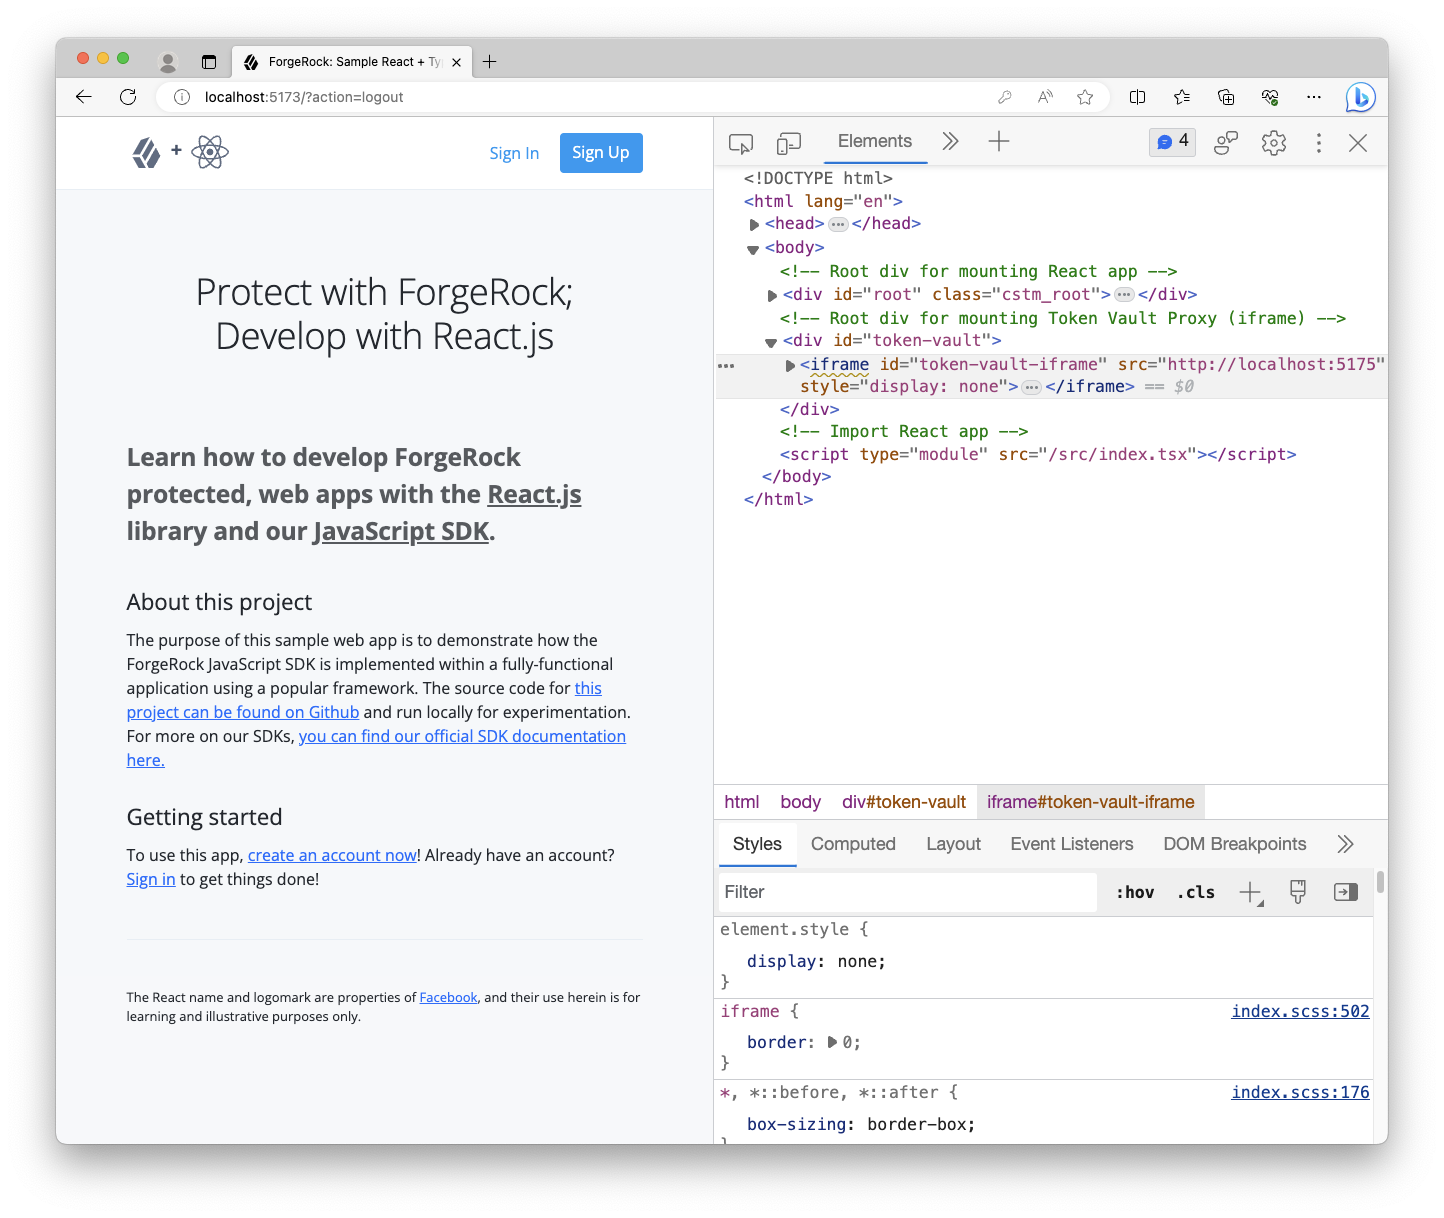 ForgeRock: Sample React + Ty
localhost:5173/?action=logout
+
Sign In
Sign Up
Protect with ForgeRock;
Develop with React.js
Learn how to develop ForgeRock
protected, web apps with the React.js
library and our JavaScript SDK.
About this project
The purpose of this sample web app is to demonstrate how the
ForgeRock JavaScript SDK is implemented within a fully-functional
application using a popular framework. The source code for this
project can be found on Github and run locally for experimentation.
For more on our SDKs, you can find our official SDK documentation
here.
Getting started
To use this app, create an account now! Already have an account?
Sign in to get things done!
The React name and logomark are properties of Facebook, and their use herein is for
learning and illustrative purposes only.
Elements
4
<!DOCTYPE html>
<html lang="en">
<head>…</head>
<body>
<!-- Root div for mounting React app -->
<div id="root" class="cstm_root">…</div>
<!-- Root div for mounting Token Vault Proxy (iframe) -->
<div id="token-vault">
<iframe id="token-vault-iframe" src="http://localhost:5175"
style="display: none">…</iframe> == $0
</div>
<!-- Import React app -->
<script type="module" src="/src/index.tsx"></script>
</body>
</html>
html body div#token-vault iframe#token-vault-iframe
Styles Computed Layout Event Listeners DOM Breakpoints
Filter :hov .cls
element.style {
display: none;
}
iframe { index.scss:502
border: 0;
}
*, *::before, *::after { index.scss:176
box-sizing: border-box;
}